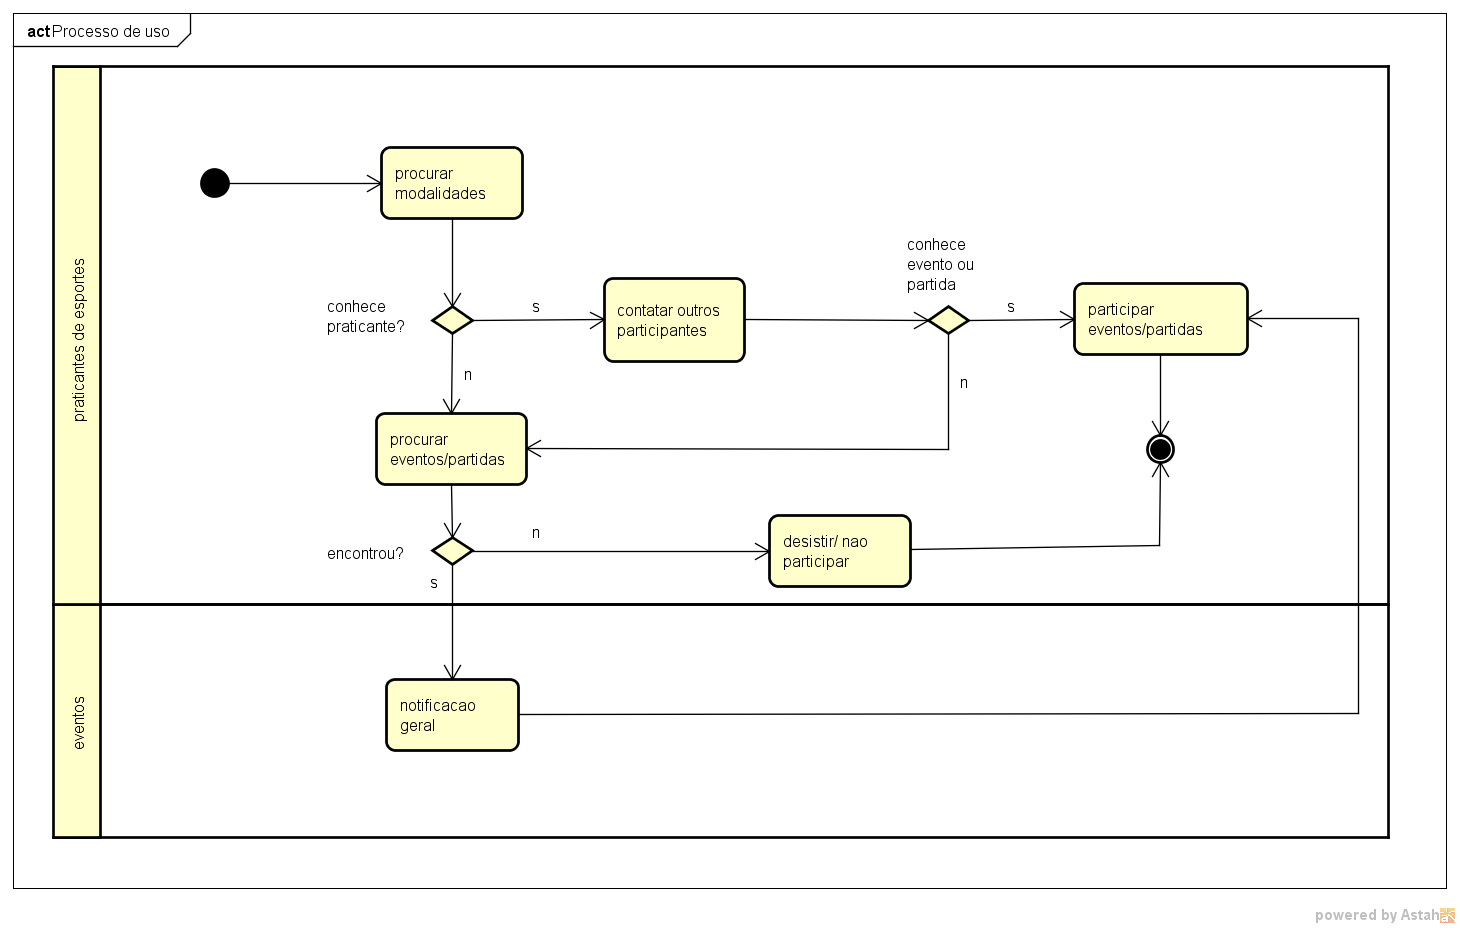 act Processo de uso
praticantes de esportes
procurar
modalidades
conhece
praticante?
s
contatar outros
participantes
conhece
evento ou
partida
s
participar
eventos/partidas
n
n
procurar
eventos/partidas
encontrou?
n
s
desistir/ nao
participar
eventos
notificacao
geral
powered by Astah